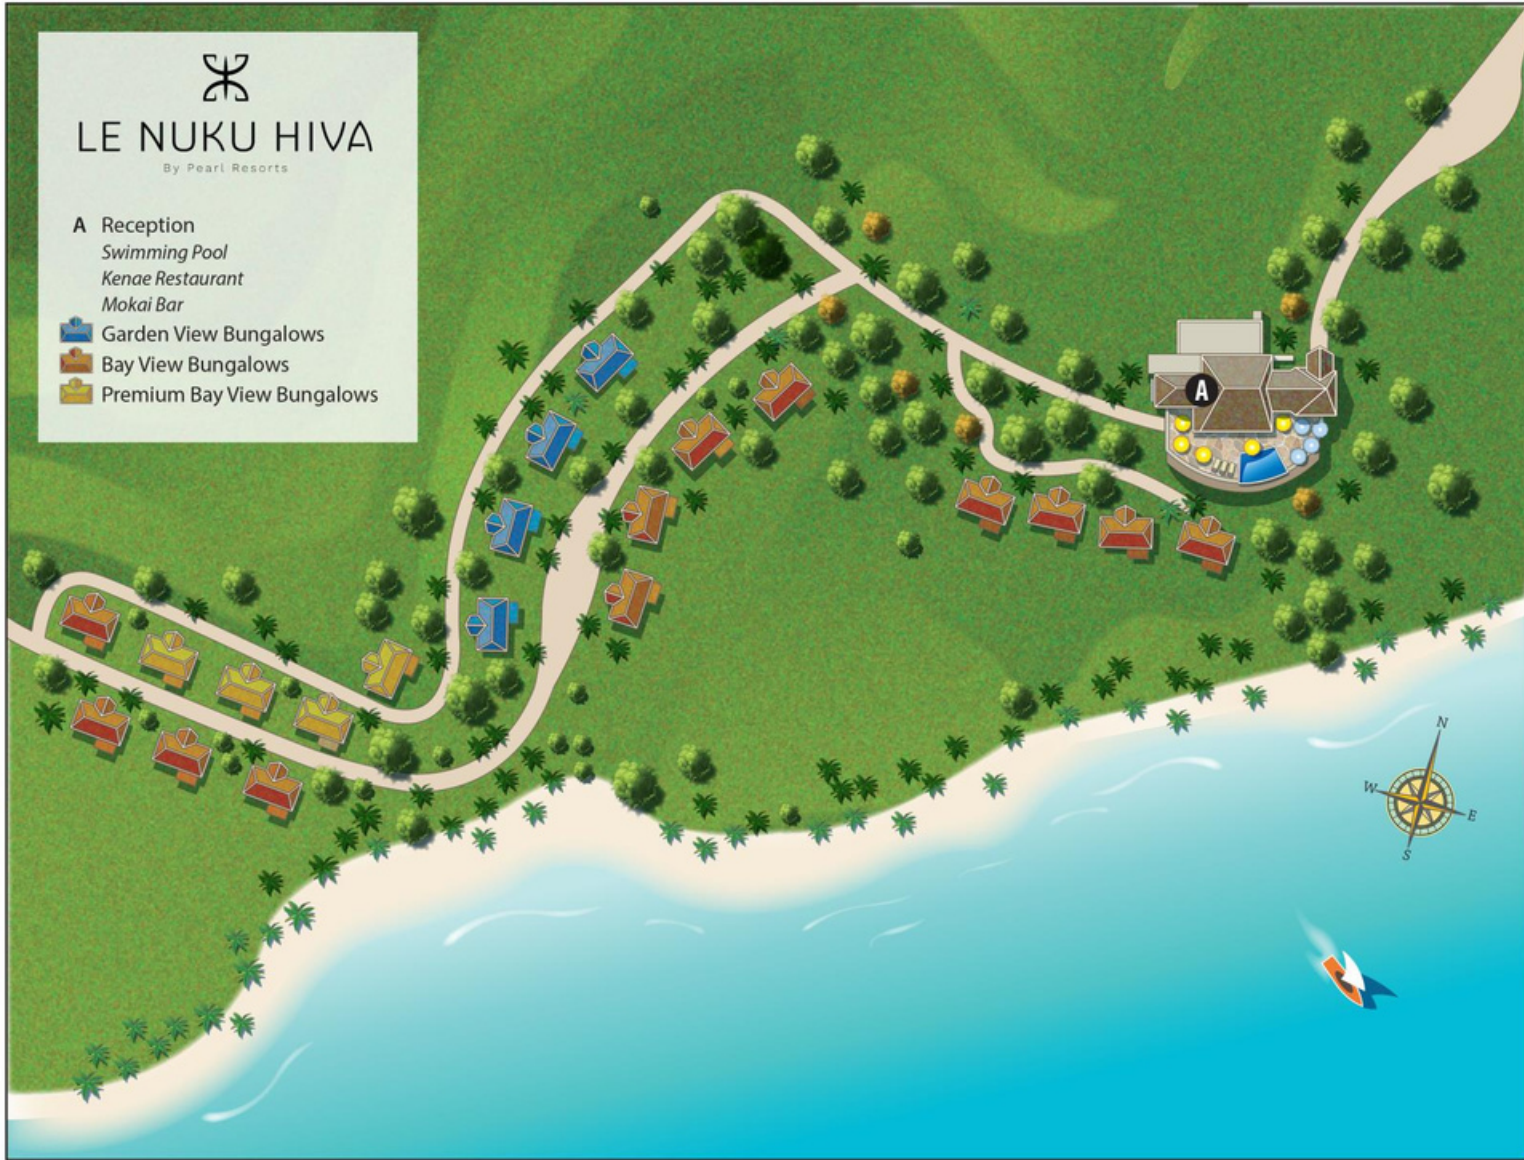 LE NUKU HIVA
By Pearl Resorts
A Reception
Swimming Pool
Kenae Restaurant
Mokai Bar
Garden View Bungalows
Bay View Bungalows
Premium Bay View Bungalows
A
N
W
E
S